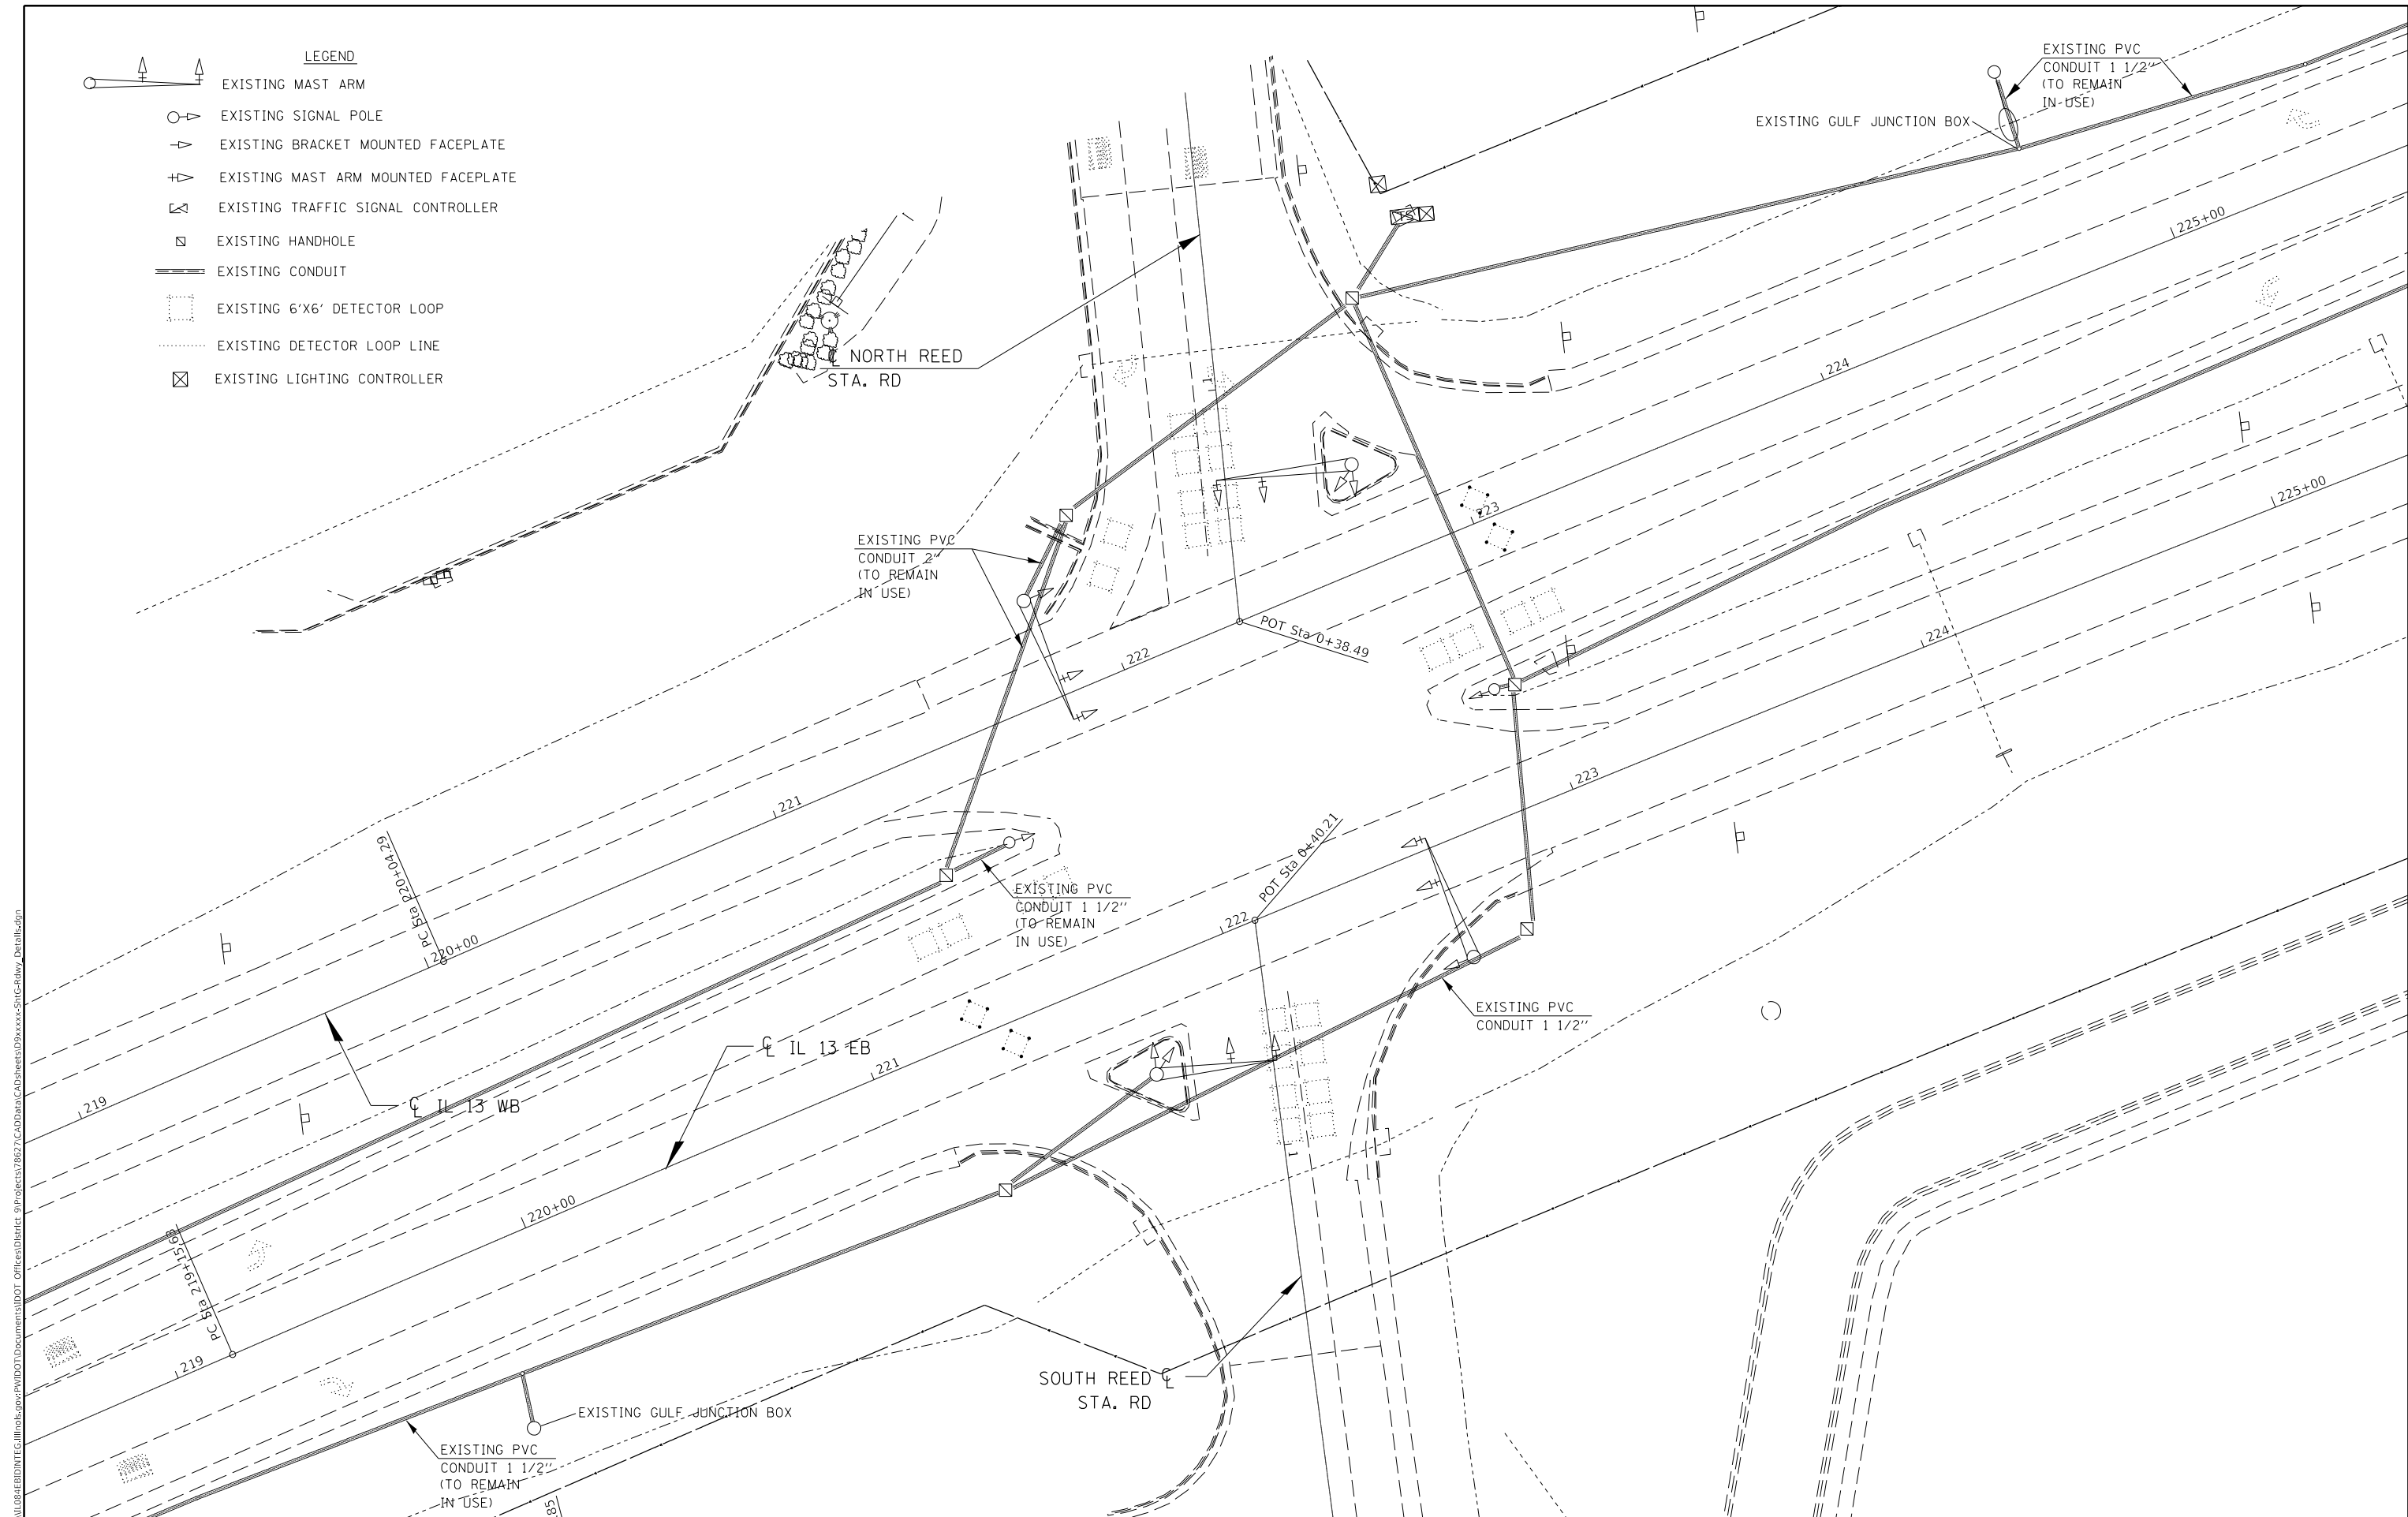 LEGEND
EXISTING MAST ARM
EXISTING SIGNAL POLE
EXISTING BRACKET MOUNTED FACEPLATE
EXISTING MAST ARM MOUNTED FACEPLATE
EXISTING TRAFFIC SIGNAL CONTROLLER
EXISTING HANDHOLE
EXISTING CONDUIT
EXISTING 6'X6' DETECTOR LOOP
EXISTING DETECTOR LOOP LINE
EXISTING LIGHTING CONTROLLER
EXISTING PVC
CONDUIT 1 1/2"
(TO REMAIN
IN USE)
EXISTING GULF JUNCTION BOX
TS
225+00
℄ NORTH REED
STA. RD
224
225+00
223
EXISTING PVC
CONDUIT 2"
(TO REMAIN
IN USE)
POT Sta 0+38.49
222
224
223
221
PC Sta 220+04.29
220+00
POT Sta 0+40.21
222
EXISTING PVC
CONDUIT 1 1/2"
(TO REMAIN
IN USE)
EXISTING PVC
CONDUIT 1 1/2"
℄ IL 13 EB
221
219
℄ IL 13 WB
220+00
PC Sta 219+15.63
219
SOUTH REED ℄
STA. RD
EXISTING GULF JUNCTION BOX
EXISTING PVC
CONDUIT 1 1/2"
(TO REMAIN
IN USE)
85